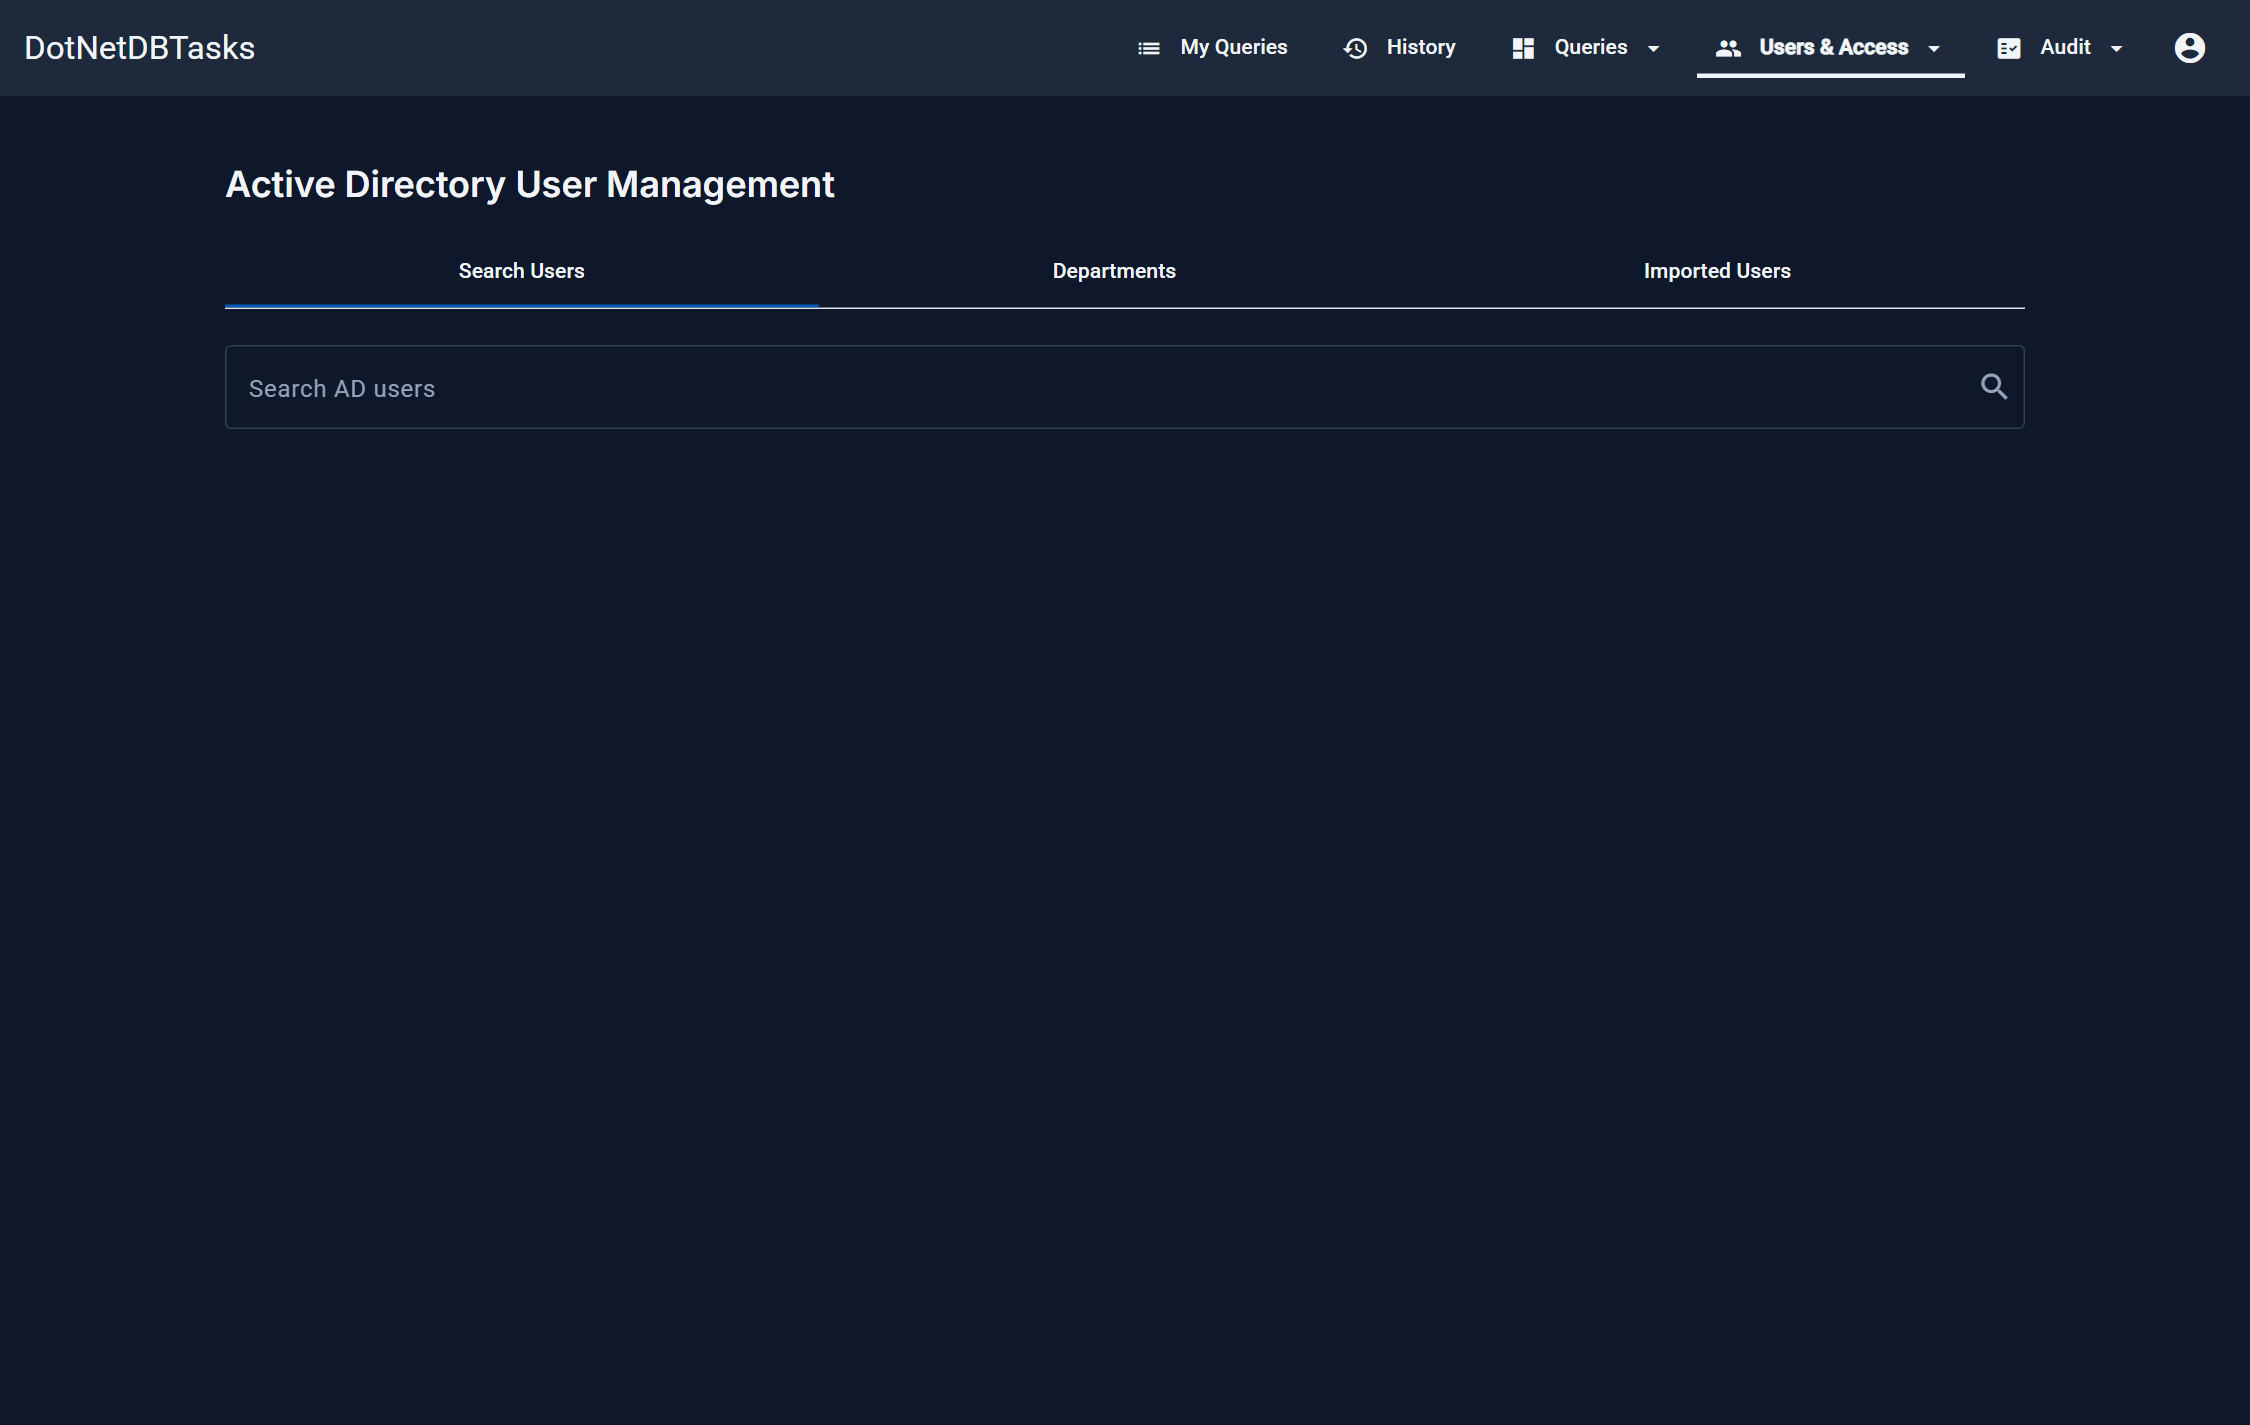 DotNetDBTasks
My Queries
History
Queries
Users & Access
Audit
Active Directory User Management
Search Users
Departments
Imported Users
Search AD users